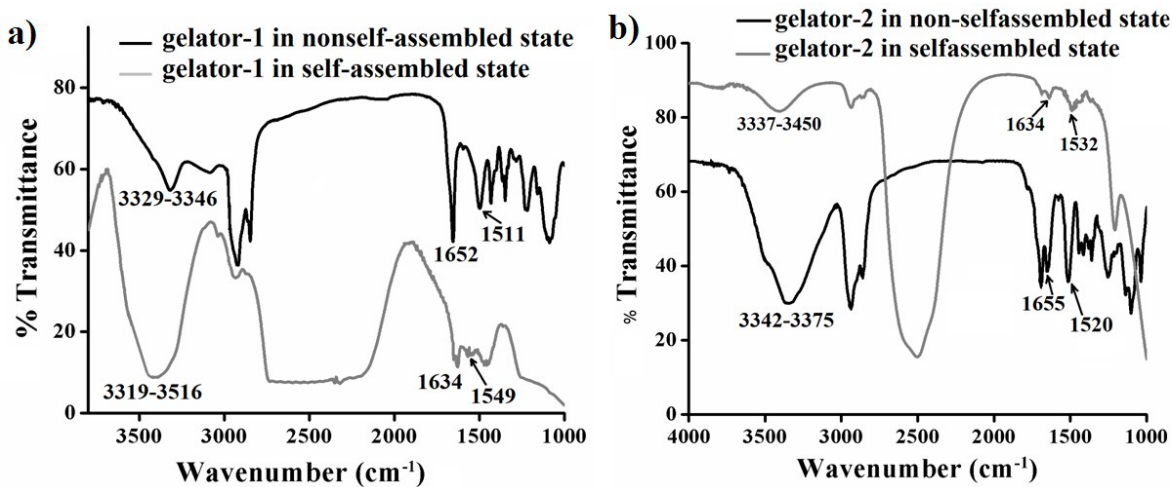 a)
gelator-1 in nonself-assembled state
gelator-1 in self-assembled state
% Transmittance
80
60
40
20
0
3329-3346
1652
1511
3319-3516
1634
1549
3500 3000 2500 2000 1500 1000
Wavenumber (cm-1)
b)
gelator-2 in non-selfassembled state
gelator-2 in selfassembled state
% Transmittance
100
80
60
40
20
0
3337-3450
1634
1532
3342-3375
1655
1520
4000 3500 3000 2500 2000 1500 1000
Wavenumber (cm-1)